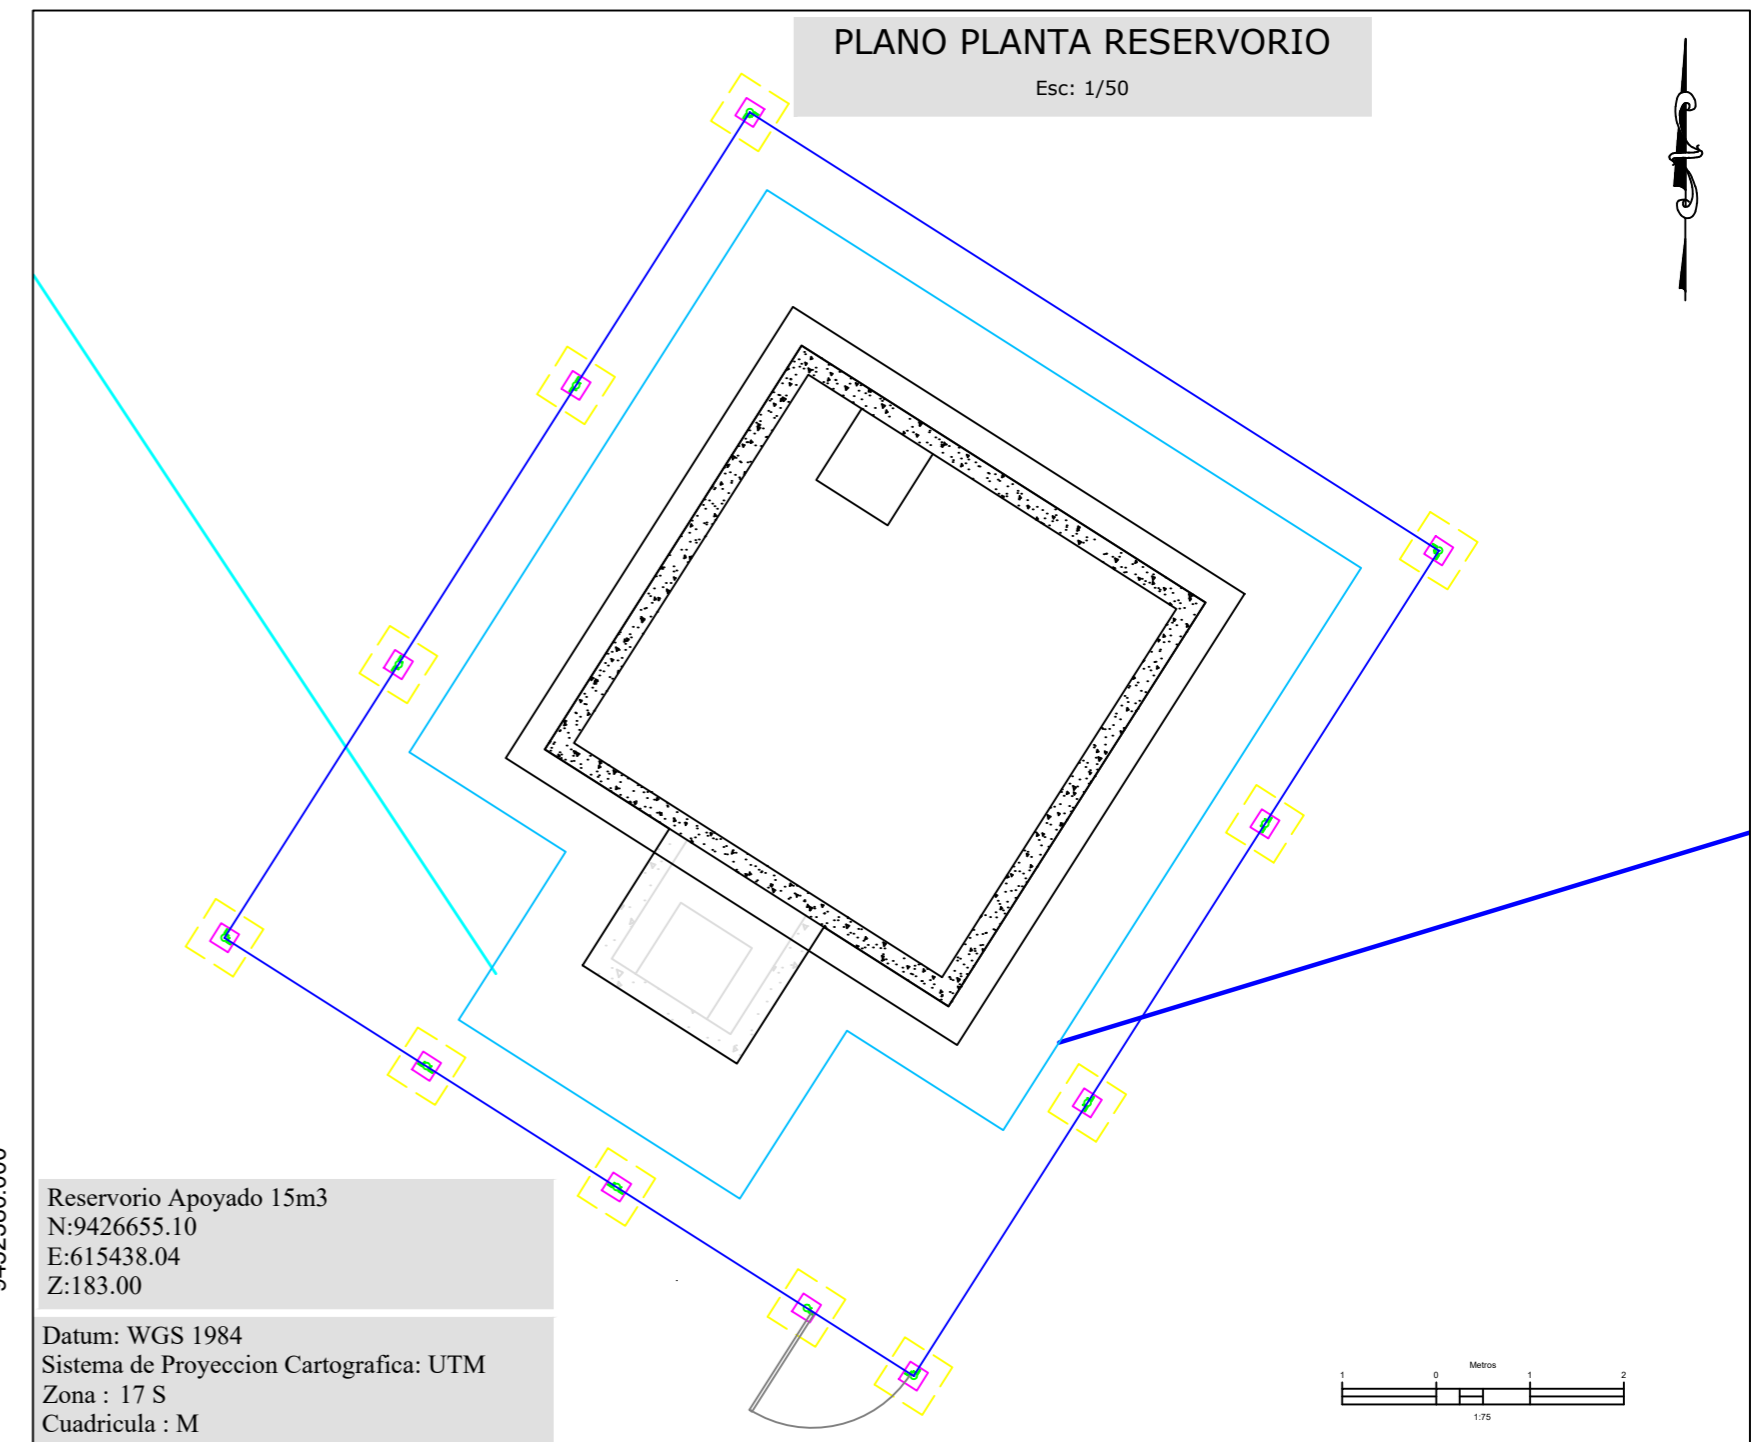 PLANO PLANTA RESERVORIO
Esc: 1/50
Reservorio Apoyado 15m3
N:9426655.10
E:615438.04
Z:183.00
Datum: WGS 1984
Sistema de Proyeccion Cartografica: UTM
Zona : 17 S
Cuadricula : M
Metros
1 0 1 2
1:75